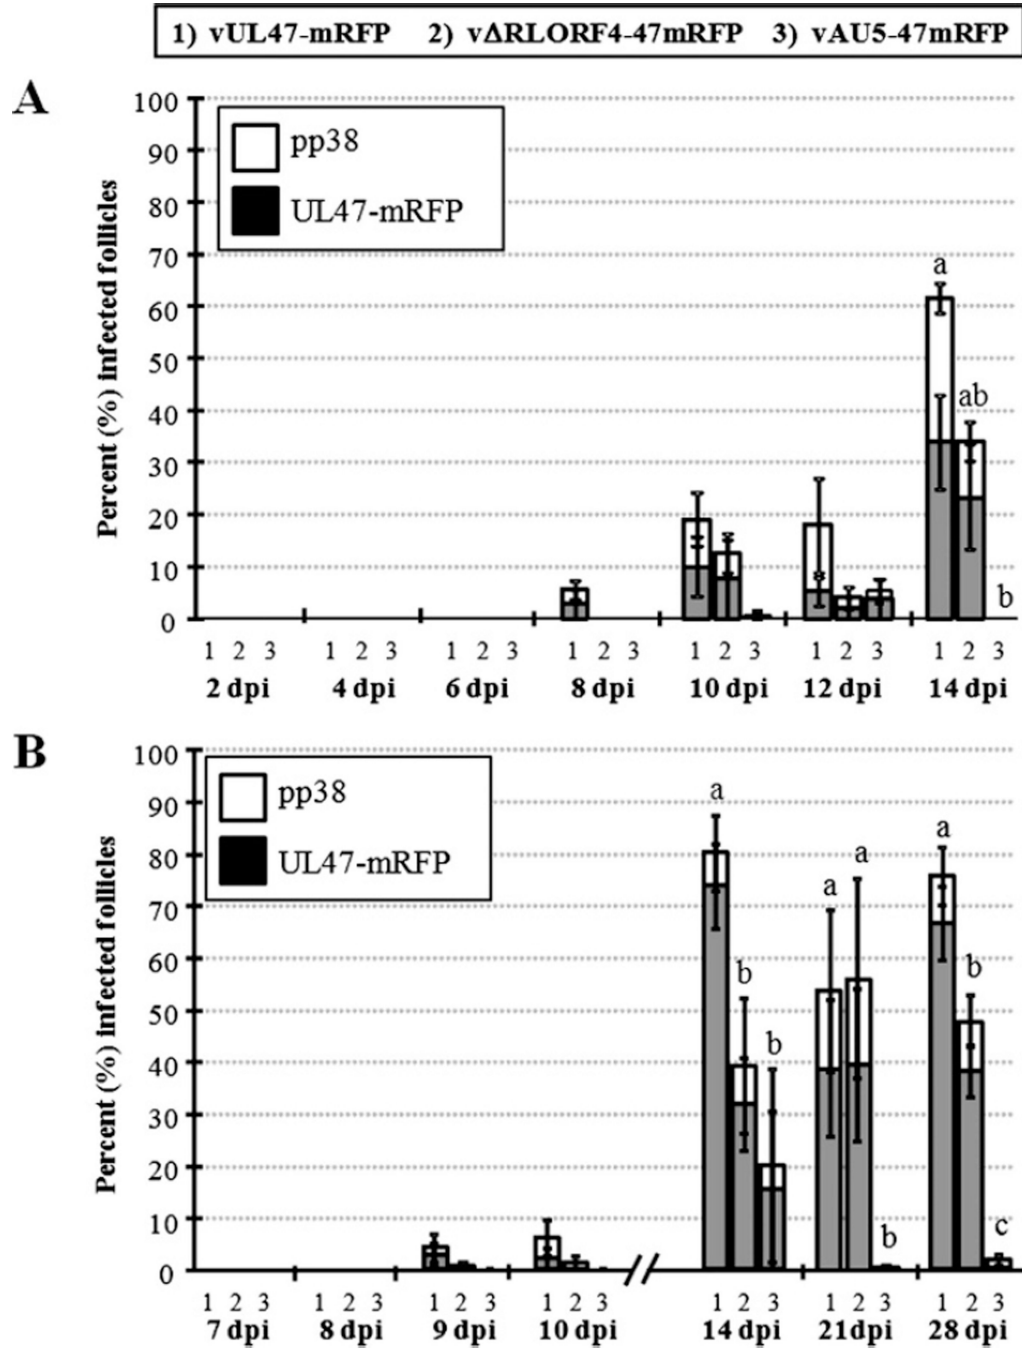 1) vUL47-mRFP 2) vΔRLORF4-47mRFP 3) vAU5-47mRFP
A
Percent (%) infected follicles
100
90
80
70
60
50
40
30
20
10
0
pp38
UL47-mRFP
a
ab
b
1 2 3 1 2 3 1 2 3 1 2 3 1 2 3 1 2 3 1 2 3
2 dpi 4 dpi 6 dpi 8 dpi 10 dpi 12 dpi 14 dpi
B
Percent (%) infected follicles
100
90
80
70
60
50
40
30
20
10
0
pp38
UL47-mRFP
a
b
b
a
a
b
a
b
c
1 2 3 1 2 3 1 2 3 1 2 3 1 2 3 1 2 3 1 2 3
7 dpi 8 dpi 9 dpi 10 dpi 14 dpi 21dpi 28 dpi